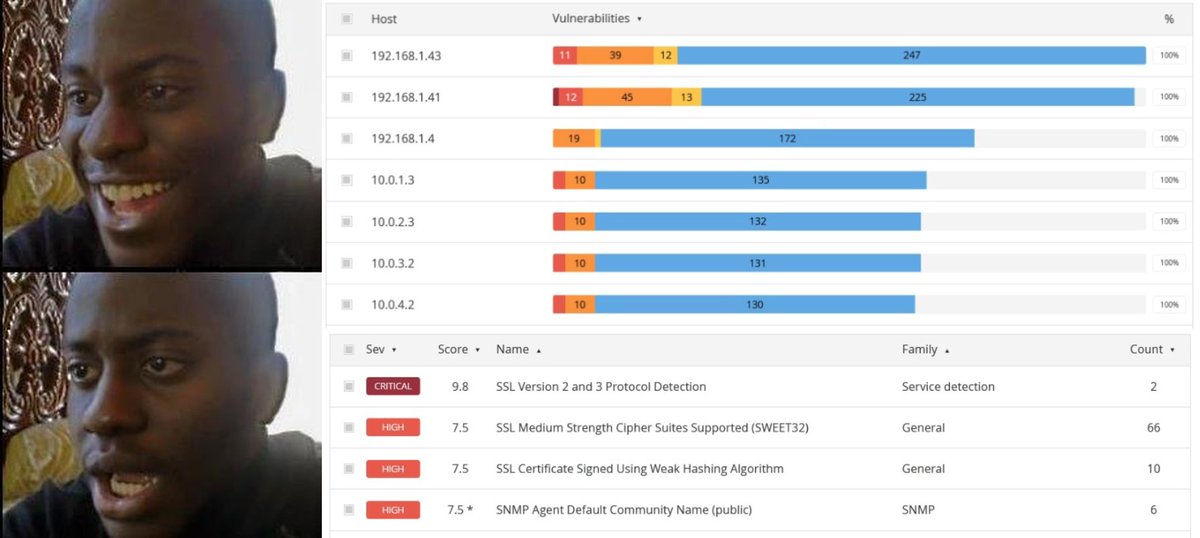 Host Vulnerabilities ▾ %
192.168.1.43 11 39 12 247 100%
192.168.1.41 12 45 13 225 100%
192.168.1.4 19 172 100%
10.0.1.3 10 135 100%
10.0.2.3 10 132 100%
10.0.3.2 10 131 100%
10.0.4.2 10 130 100%
Sev ▾ Score ▾ Name ▴ Family ▴ Count ▾
CRITICAL 9.8 SSL Version 2 and 3 Protocol Detection Service detection 2
HIGH 7.5 SSL Medium Strength Cipher Suites Supported (SWEET32) General 66
HIGH 7.5 SSL Certificate Signed Using Weak Hashing Algorithm General 10
HIGH 7.5 * SNMP Agent Default Community Name (public) SNMP 6